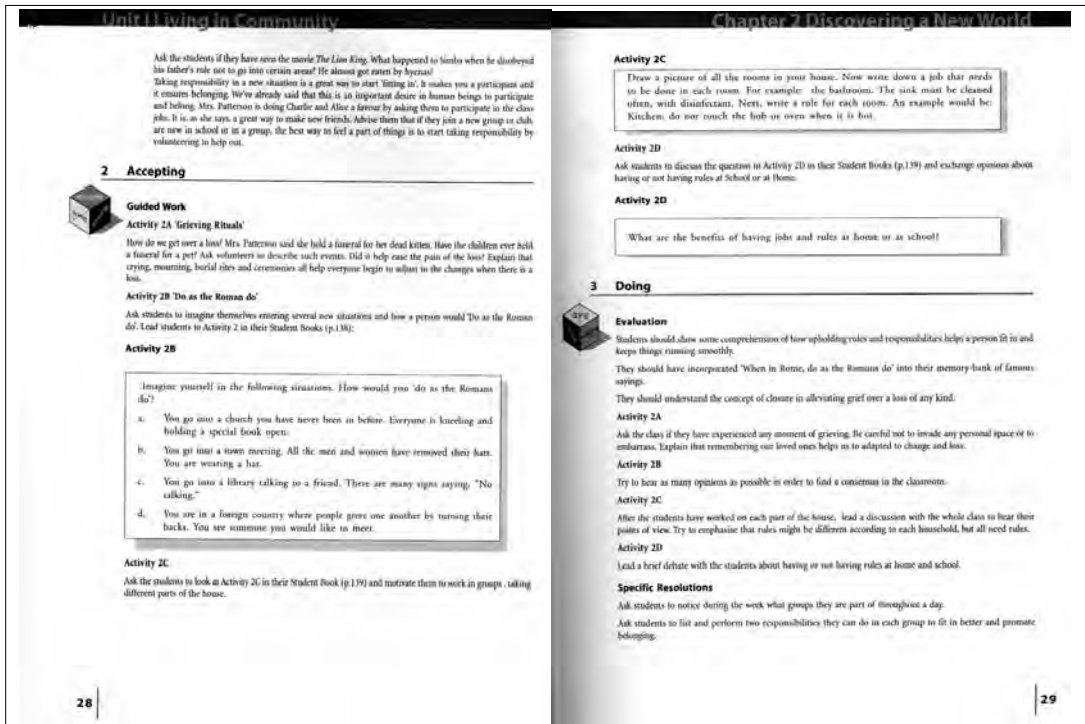 Unit I Living in Community
Ask the students if they have seen the movie The Lion King. What happened to Simba when he disobeyed
his father's rule not to go into certain areas? He almost got eaten by hyenas!
Taking responsibility in a new situation is a great way to start 'fitting in'. It makes you a participant and
it ensures belonging. We've already said that this is an important desire in human beings to participate
and belong. Mrs. Patterson is doing Charlie and Alice a favour by asking them to participate in the class
jobs. It is, as she says, a great way to make new friends. Advise them that if they join a new group or club,
are new in school or in a group, the best way to feel a part of things is to start taking responsibility by
volunteering to help out.
2 Accepting
Guided Work
Activity 2A 'Grieving Rituals'
How do we get over a loss? Mrs. Patterson said she held a funeral for her dead kitten. Have the children ever held
a funeral for a pet? Ask volunteers to describe such events. Did it help ease the pain of the loss? Explain that
crying, mourning, burial rites and ceremonies all help everyone begin to adjust to the changes when there is a
loss.
Activity 2B 'Do as the Roman do'
Ask students to imagine themselves entering several new situations and how a person would 'Do as the Roman
do'. Lead students to Activity 2 in their Student Books (p.138):
Activity 2B
Imagine yourself in the following situations. How would you 'do as the Romans
do'?
a. You go into a church you have never been in before. Everyone is kneeling and
holding a special book open.
b. You go into a town meeting. All the men and women have removed their hats.
You are wearing a hat.
c. You go into a library talking to a friend. There are many signs saying, "No
talking."
d. You are in a foreign country where people greet one another by turning their
backs. You see someone you would like to meet.
Activity 2C
Ask the students to look at Activity 2C in their Student Book (p.139) and motivate them to work in groups , taking
different parts of the house.
28
Chapter 2 Discovering a New World
Activity 2C
Draw a picture of all the rooms in your house. Now write down a job that needs
to be done in each room. For example: the bathroom. The sink must be cleaned
often, with disinfectant. Next, write a rule for each room. An example would be:
Kitchen, do not touch the hob or oven when it is hot.
Activity 2D
Ask students to discuss the question in Activity 2D in their Student Books (p.139) and exchange opinions about
having or not having rules at School or at Home.
Activity 2D
What are the benefits of having jobs and rules at home or at school?
3 Doing
Evaluation
Students should show some comprehension of how upholding rules and responsibilities helps a person fit in and
keeps things running smoothly.
They should have incorporated 'When in Rome, do as the Romans do' into their memory-bank of famous
sayings.
They should understand the concept of closure in alleviating grief over a loss of any kind.
Activity 2A
Ask the class if they have experienced any moment of grieving. Be careful not to invade any personal space or to
embarrass. Explain that remembering our loved ones helps us to adapted to change and loss.
Activity 2B
Try to hear as many opinions as possible in order to find a consensus in the classroom.
Activity 2C
After the students have worked on each part of the house, lead a discussion with the whole class to hear their
points of view. Try to emphasise that rules might be different according to each household, but all need rules.
Activity 2D
Lead a brief debate with the students about having or not having rules at home and school.
Specific Resolutions
Ask students to notice during the week what groups they are part of throughout a day.
Ask students to list and perform two responsibilities they can do in each group to fit in better and promote
belonging.
29